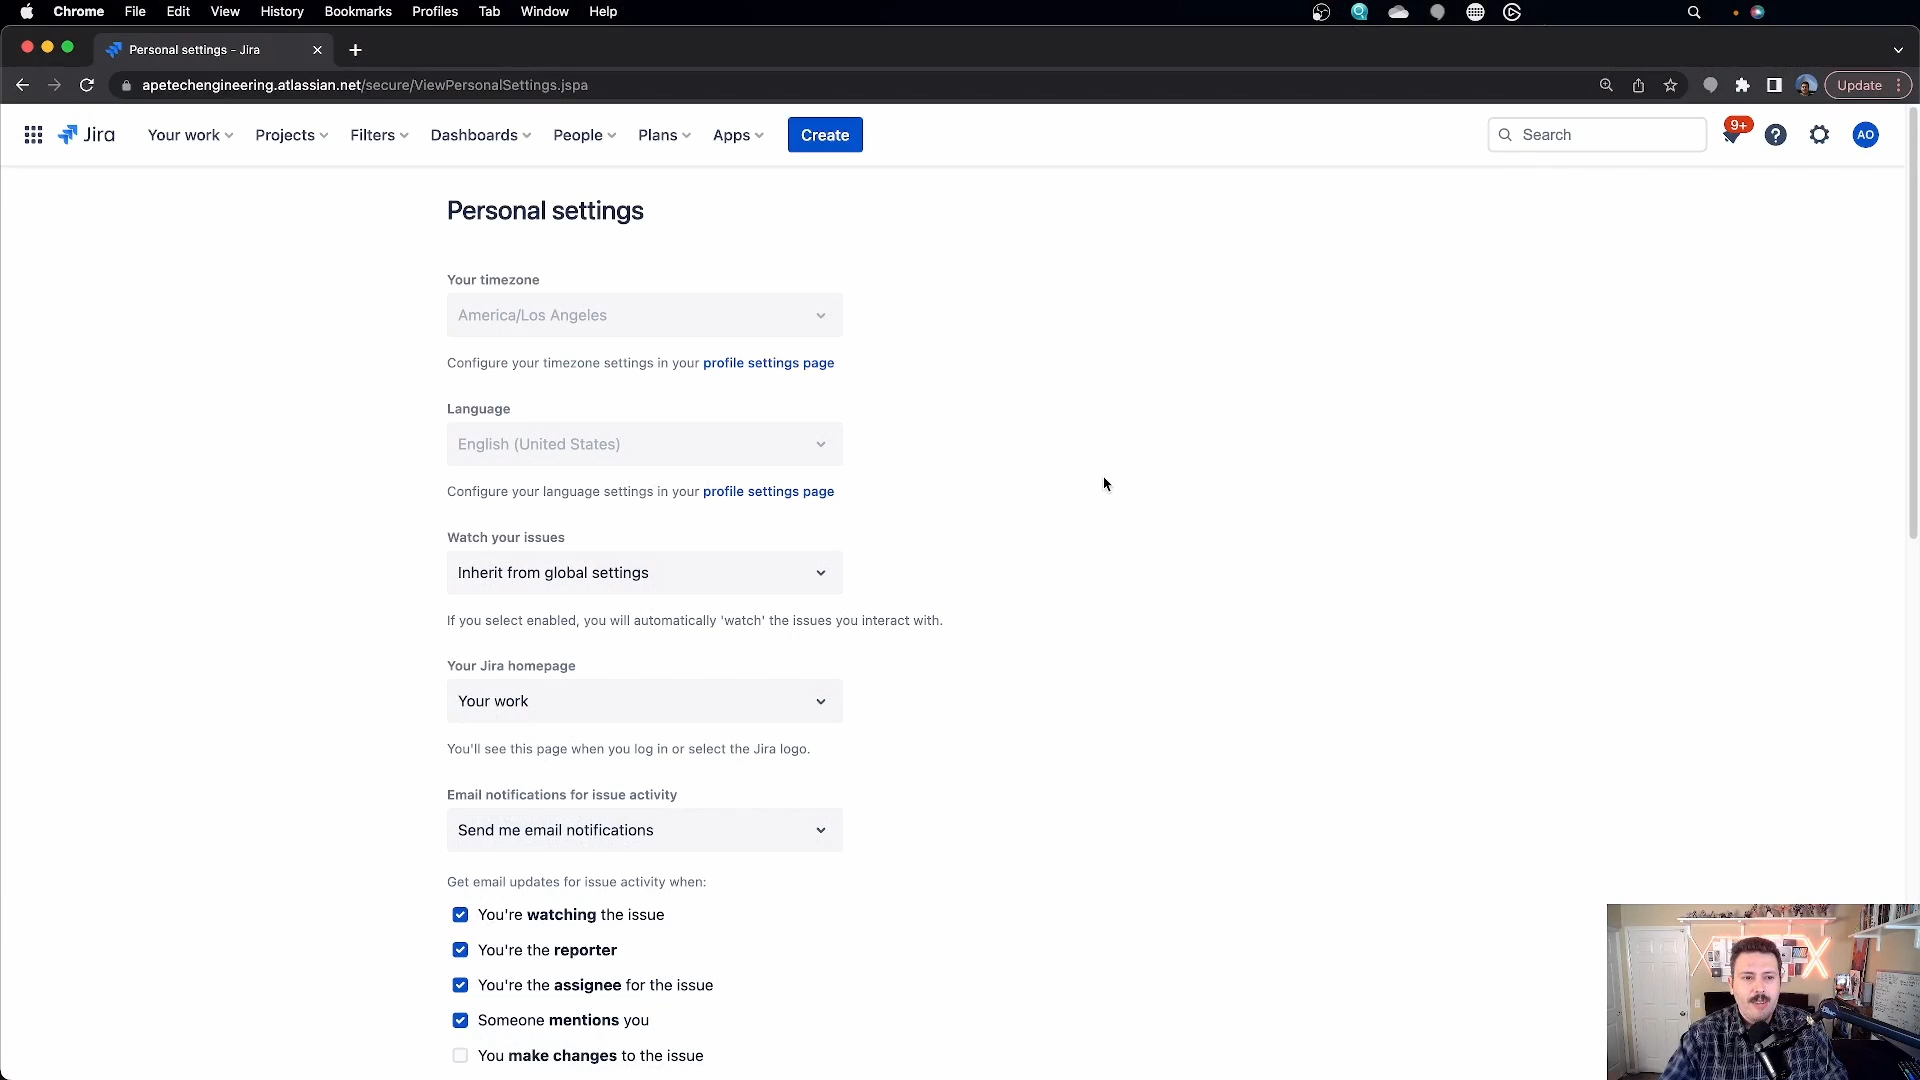 Chrome File Edit View History Bookmarks Profiles Tab Window Help
Personal settings - Jira
apetechengineering.atlassian.net/secure/ViewPersonalSettings.jspa
Update
Jira Your work Projects Filters Dashboards People Plans Apps Create Search 9+ AO
Personal settings
Your timezone
America/Los Angeles
Configure your timezone settings in your profile settings page
Language
English (United States)
Configure your language settings in your profile settings page
Watch your issues
Inherit from global settings
If you select enabled, you will automatically 'watch' the issues you interact with.
Your Jira homepage
Your work
You'll see this page when you log in or select the Jira logo.
Email notifications for issue activity
Send me email notifications
Get email updates for issue activity when:
You're watching the issue
You're the reporter
You're the assignee for the issue
Someone mentions you
You make changes to the issue